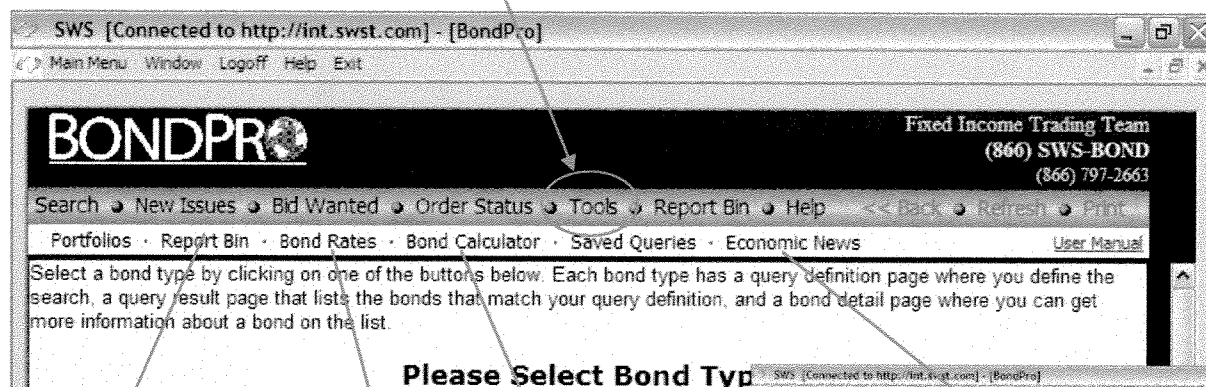 SWS [Connected to http://int.swst.com] - [BondPro]
Main Menu Window Logoff Help Exit
BONDPRO
Fixed Income Trading Team
(866) SWS-BOND
(866) 797-2663
Search New Issues Bid Wanted Order Status Tools Report Bin Help << Back Refresh Print
Portfolios · Report Bin · Bond Rates · Bond Calculator · Saved Queries · Economic News User Manual
Select a bond type by clicking on one of the buttons below. Each bond type has a query definition page where you define the
search, a query result page that lists the bonds that match your query definition, and a bond detail page where you can get
more information about a bond on the list.
Please Select Bond Typ
SWS [Connected to http://int.swst.com] - [BondPro]